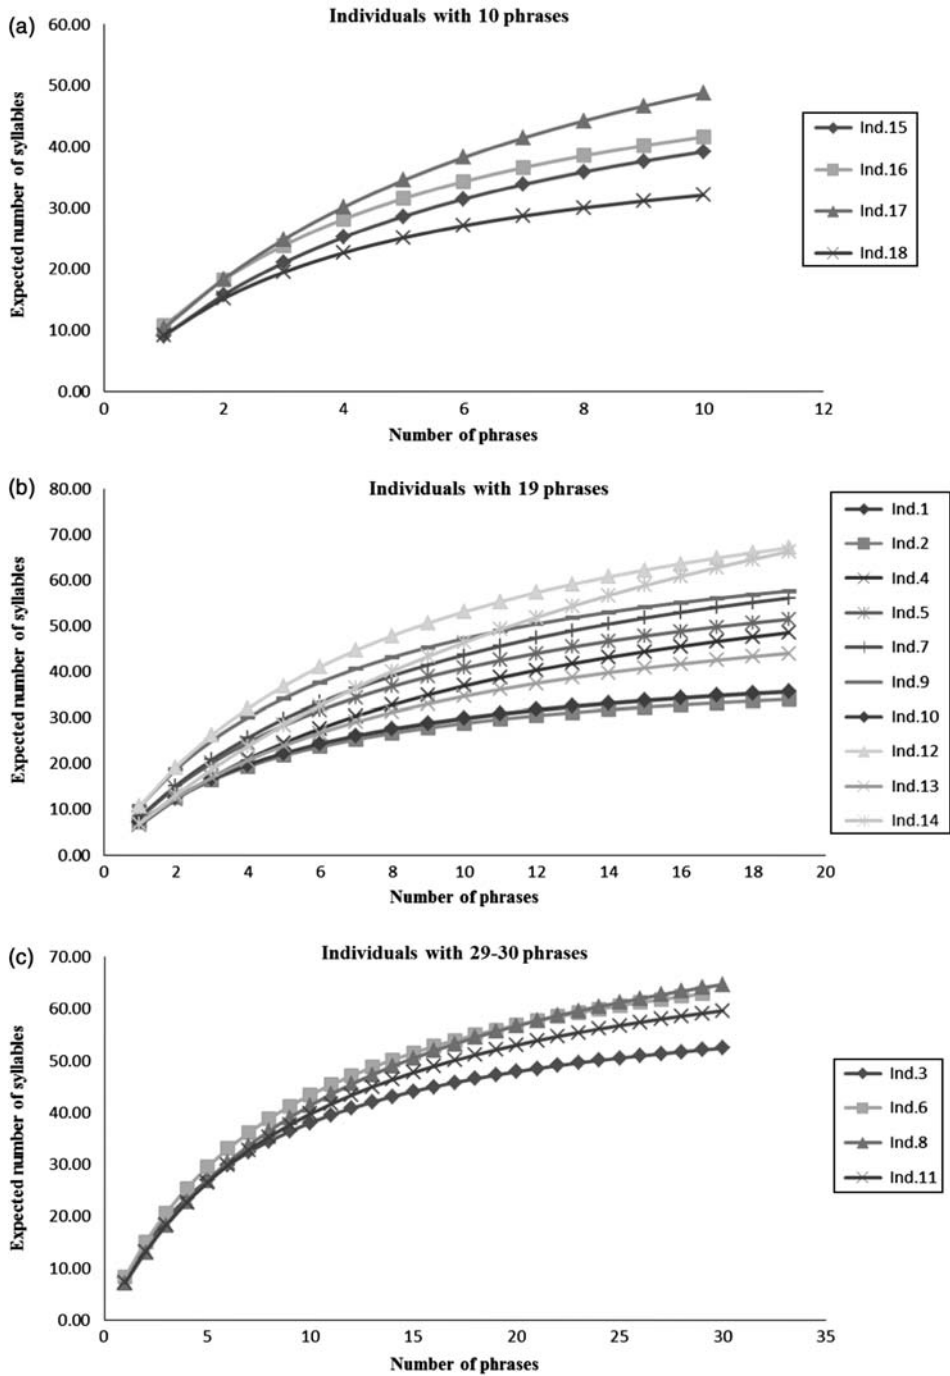 (a)
Individuals with 10 phrases
Expected number of syllables
60.00
50.00
40.00
30.00
20.00
10.00
0.00
0 2 4 6 8 10 12
Number of phrases
Ind.15
Ind.16
Ind.17
Ind.18
(b)
Individuals with 19 phrases
Expected number of syllables
80.00
70.00
60.00
50.00
40.00
30.00
20.00
10.00
0.00
0 2 4 6 8 10 12 14 16 18 20
Number of phrases
Ind.1
Ind.2
Ind.4
Ind.5
Ind.7
Ind.9
Ind.10
Ind.12
Ind.13
Ind.14
(c)
Individuals with 29-30 phrases
Expected number of syllables
70.00
60.00
50.00
40.00
30.00
20.00
10.00
0.00
0 5 10 15 20 25 30 35
Number of phrases
Ind.3
Ind.6
Ind.8
Ind.11